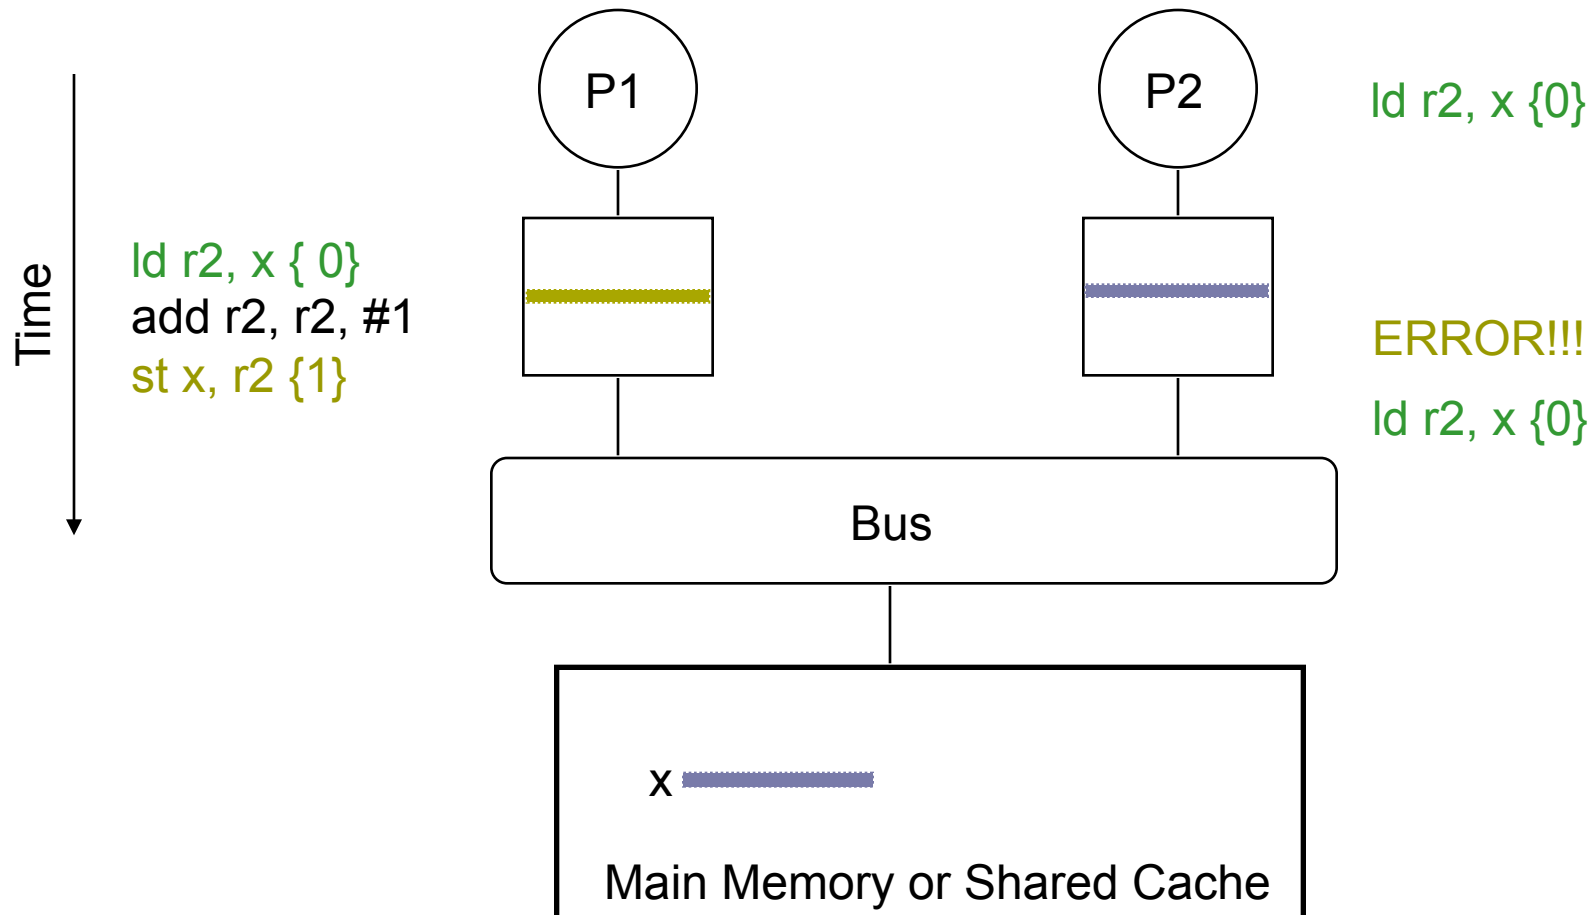 P1
P2
ld r2, x {0}
Time
ld r2, x { 0}
add r2, r2, #1
st x, r2 {1}
ERROR!!!
ld r2, x {0}
Bus
x
Main Memory or Shared Cache